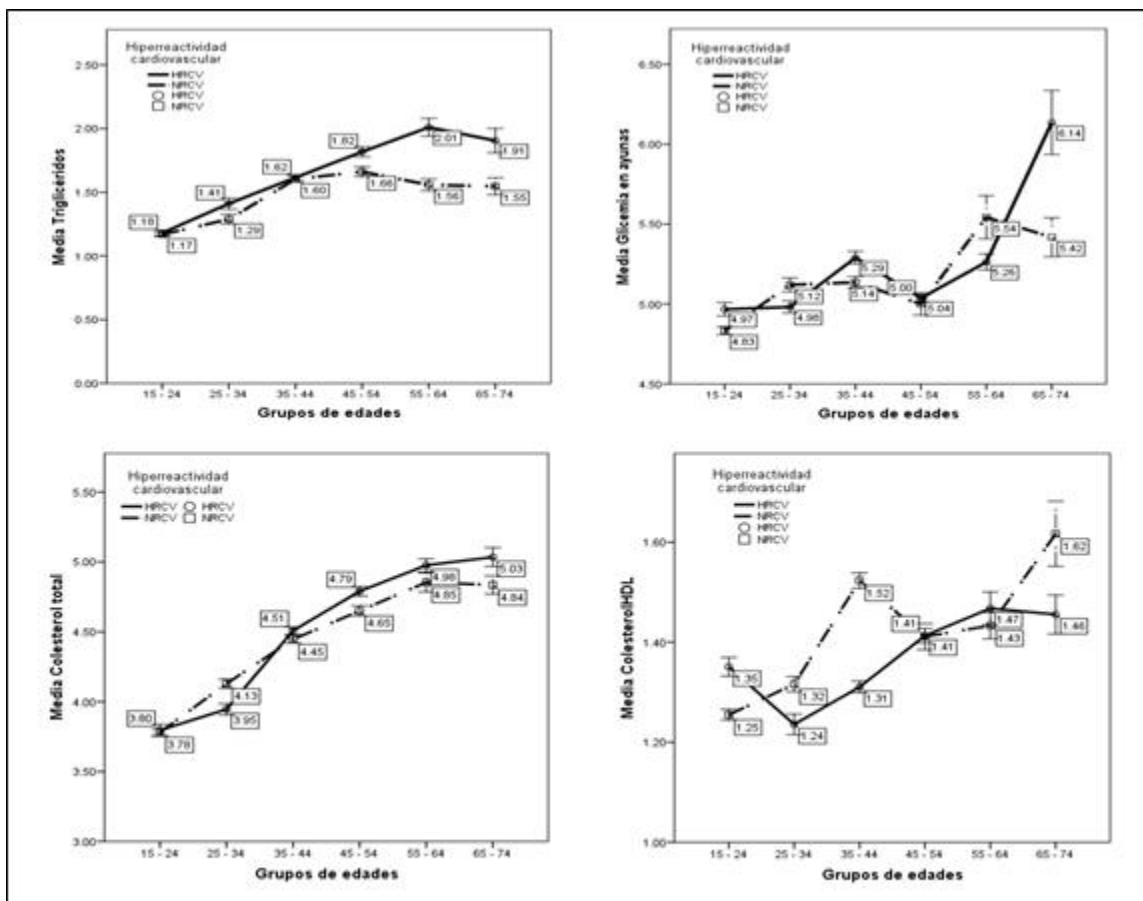 Hiperreactividad
cardiovascular
HRCV
NRCV
HRCV
NRCV
Media Triglicéridos
2.50
2.00
1.50
1.00
0.50
0.00
1.18
1.17
1.41
1.29
1.62
1.60
1.82
1.66
2.01
1.56
1.91
1.55
15 - 24 25 - 34 35 - 44 45 - 54 55 - 64 65 - 74
Grupos de edades
Hiperreactividad
cardiovascular
HRCV
NRCV
HRCV
NRCV
Media Glicemia en ayunas
6.50
6.00
5.50
5.00
4.50
4.97
4.83
5.12
4.98
5.29
5.14
5.00
5.04
5.54
5.26
6.14
5.42
15 - 24 25 - 34 35 - 44 45 - 54 55 - 64 65 - 74
Grupos de edades
Hiperreactividad
cardiovascular
HRCV HRCV
NRCV NRCV
Media Colesterol total
5.50
5.00
4.50
4.00
3.50
3.00
3.80
3.78
4.13
3.95
4.51
4.45
4.79
4.65
4.98
4.85
5.03
4.84
15 - 24 25 - 34 35 - 44 45 - 54 55 - 64 65 - 74
Grupos de edades
Hiperreactividad
cardiovascular
HRCV
NRCV
HRCV
NRCV
Media ColesterolHDL
1.60
1.40
1.20
1.00
1.35
1.25
1.32
1.24
1.52
1.31
1.41
1.41
1.47
1.43
1.62
1.46
15 - 24 25 - 34 35 - 44 45 - 54 55 - 64 65 - 74
Grupos de edades